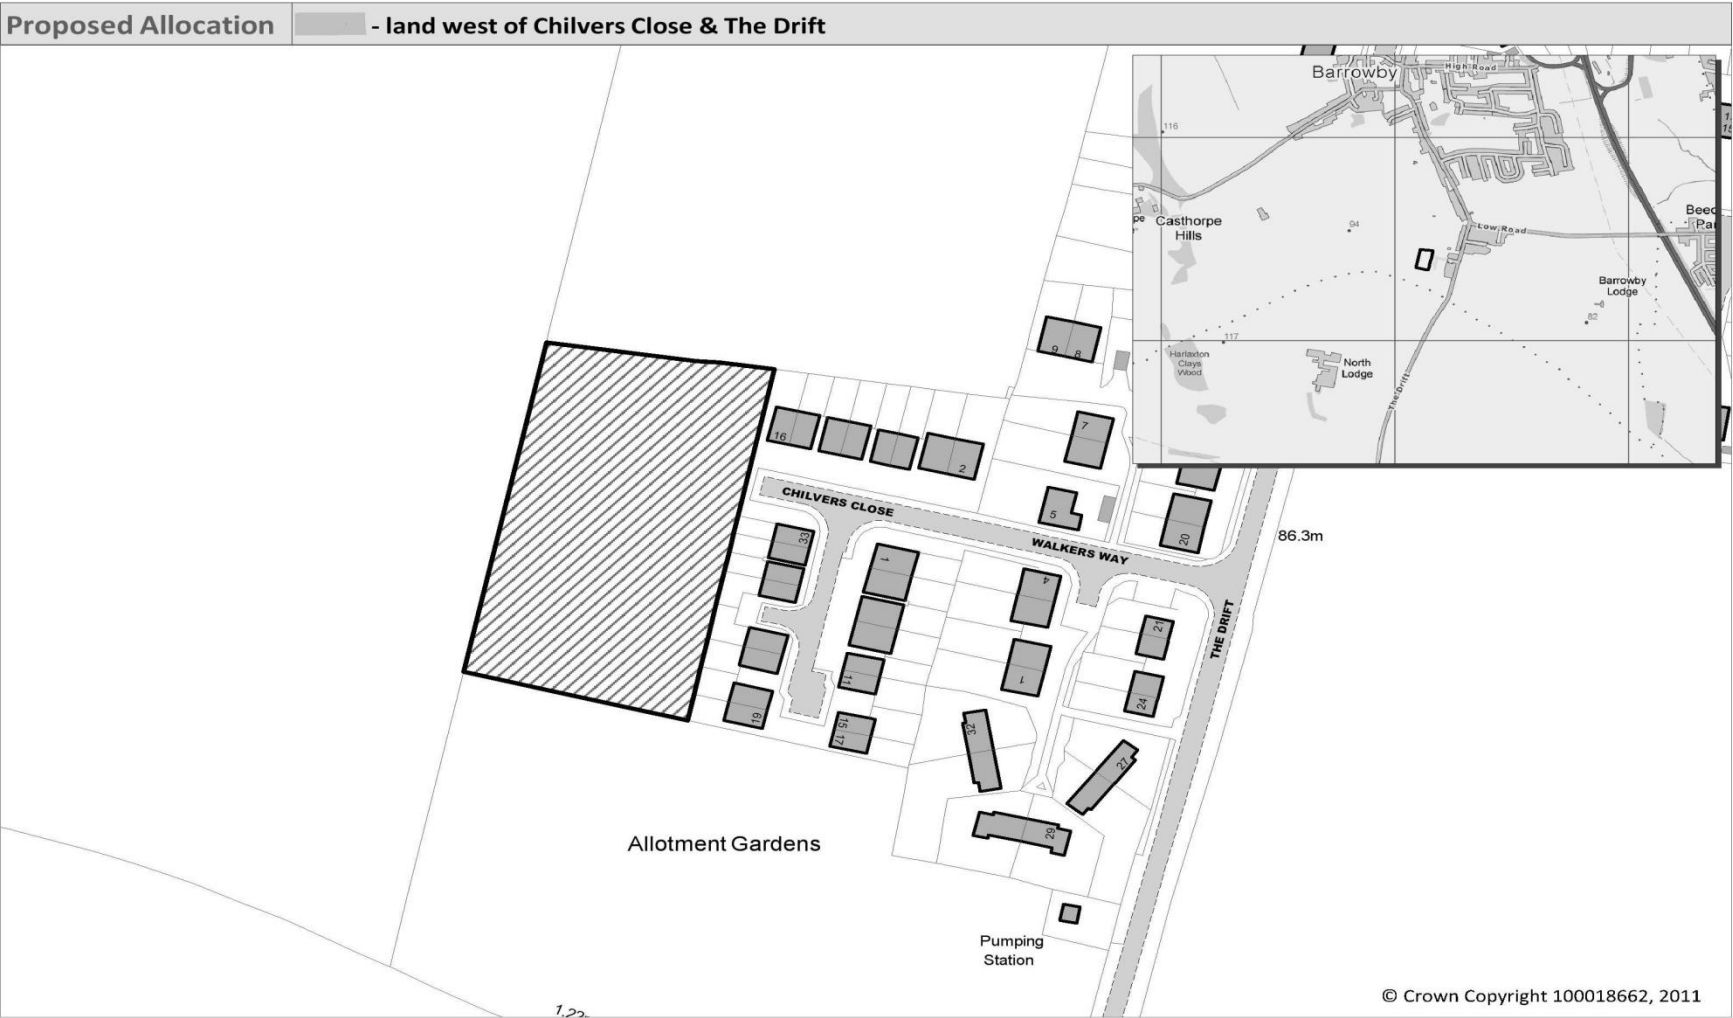 Proposed Allocation - land west of Chilvers Close & The Drift
Barrowby
High Road
116
Casthorpe
Hills
94
Low Road
Barrowby
Lodge
82
117
Harlaxton
Clays
Wood
North
Lodge
The Drift
9 8
7
16
2
5
20
CHILVERS CLOSE
WALKERS WAY
86.3m
33
1
4
21
THE DRIFT
11
1
24
19
15 17
32
27
29
Allotment Gardens
Pumping
Station
© Crown Copyright 100018662, 2011